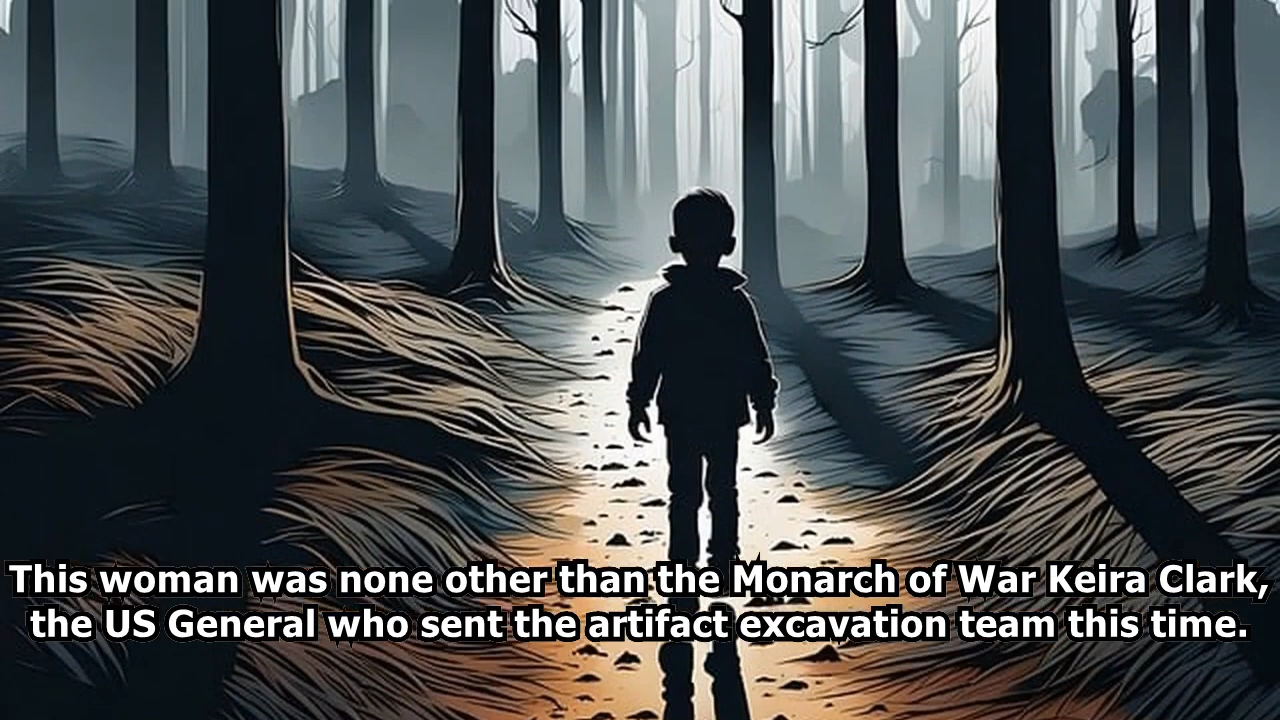 This woman was none other than the Monarch of War Keira Clark,
the US General who sent the artifact excavation team this time.